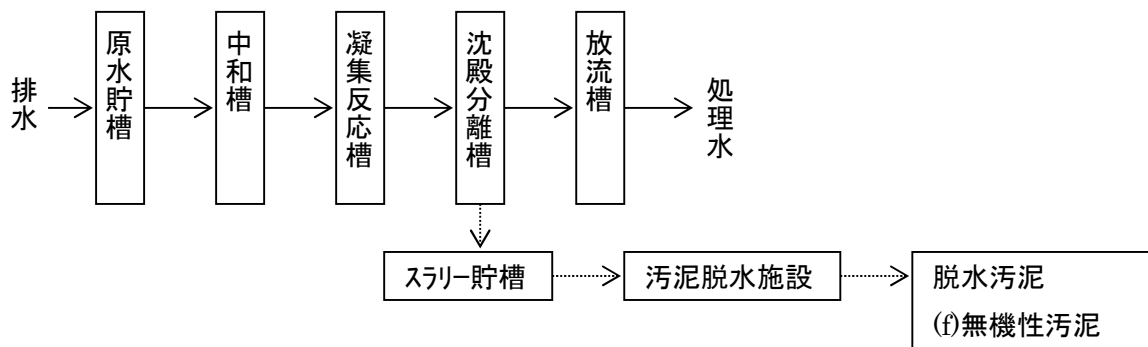 排水
原水貯槽
中和槽
凝集反応槽
沈殿分離槽
放流槽
処理水
スラリー貯槽
汚泥脱水施設
脱水汚泥
(f)無機性汚泥